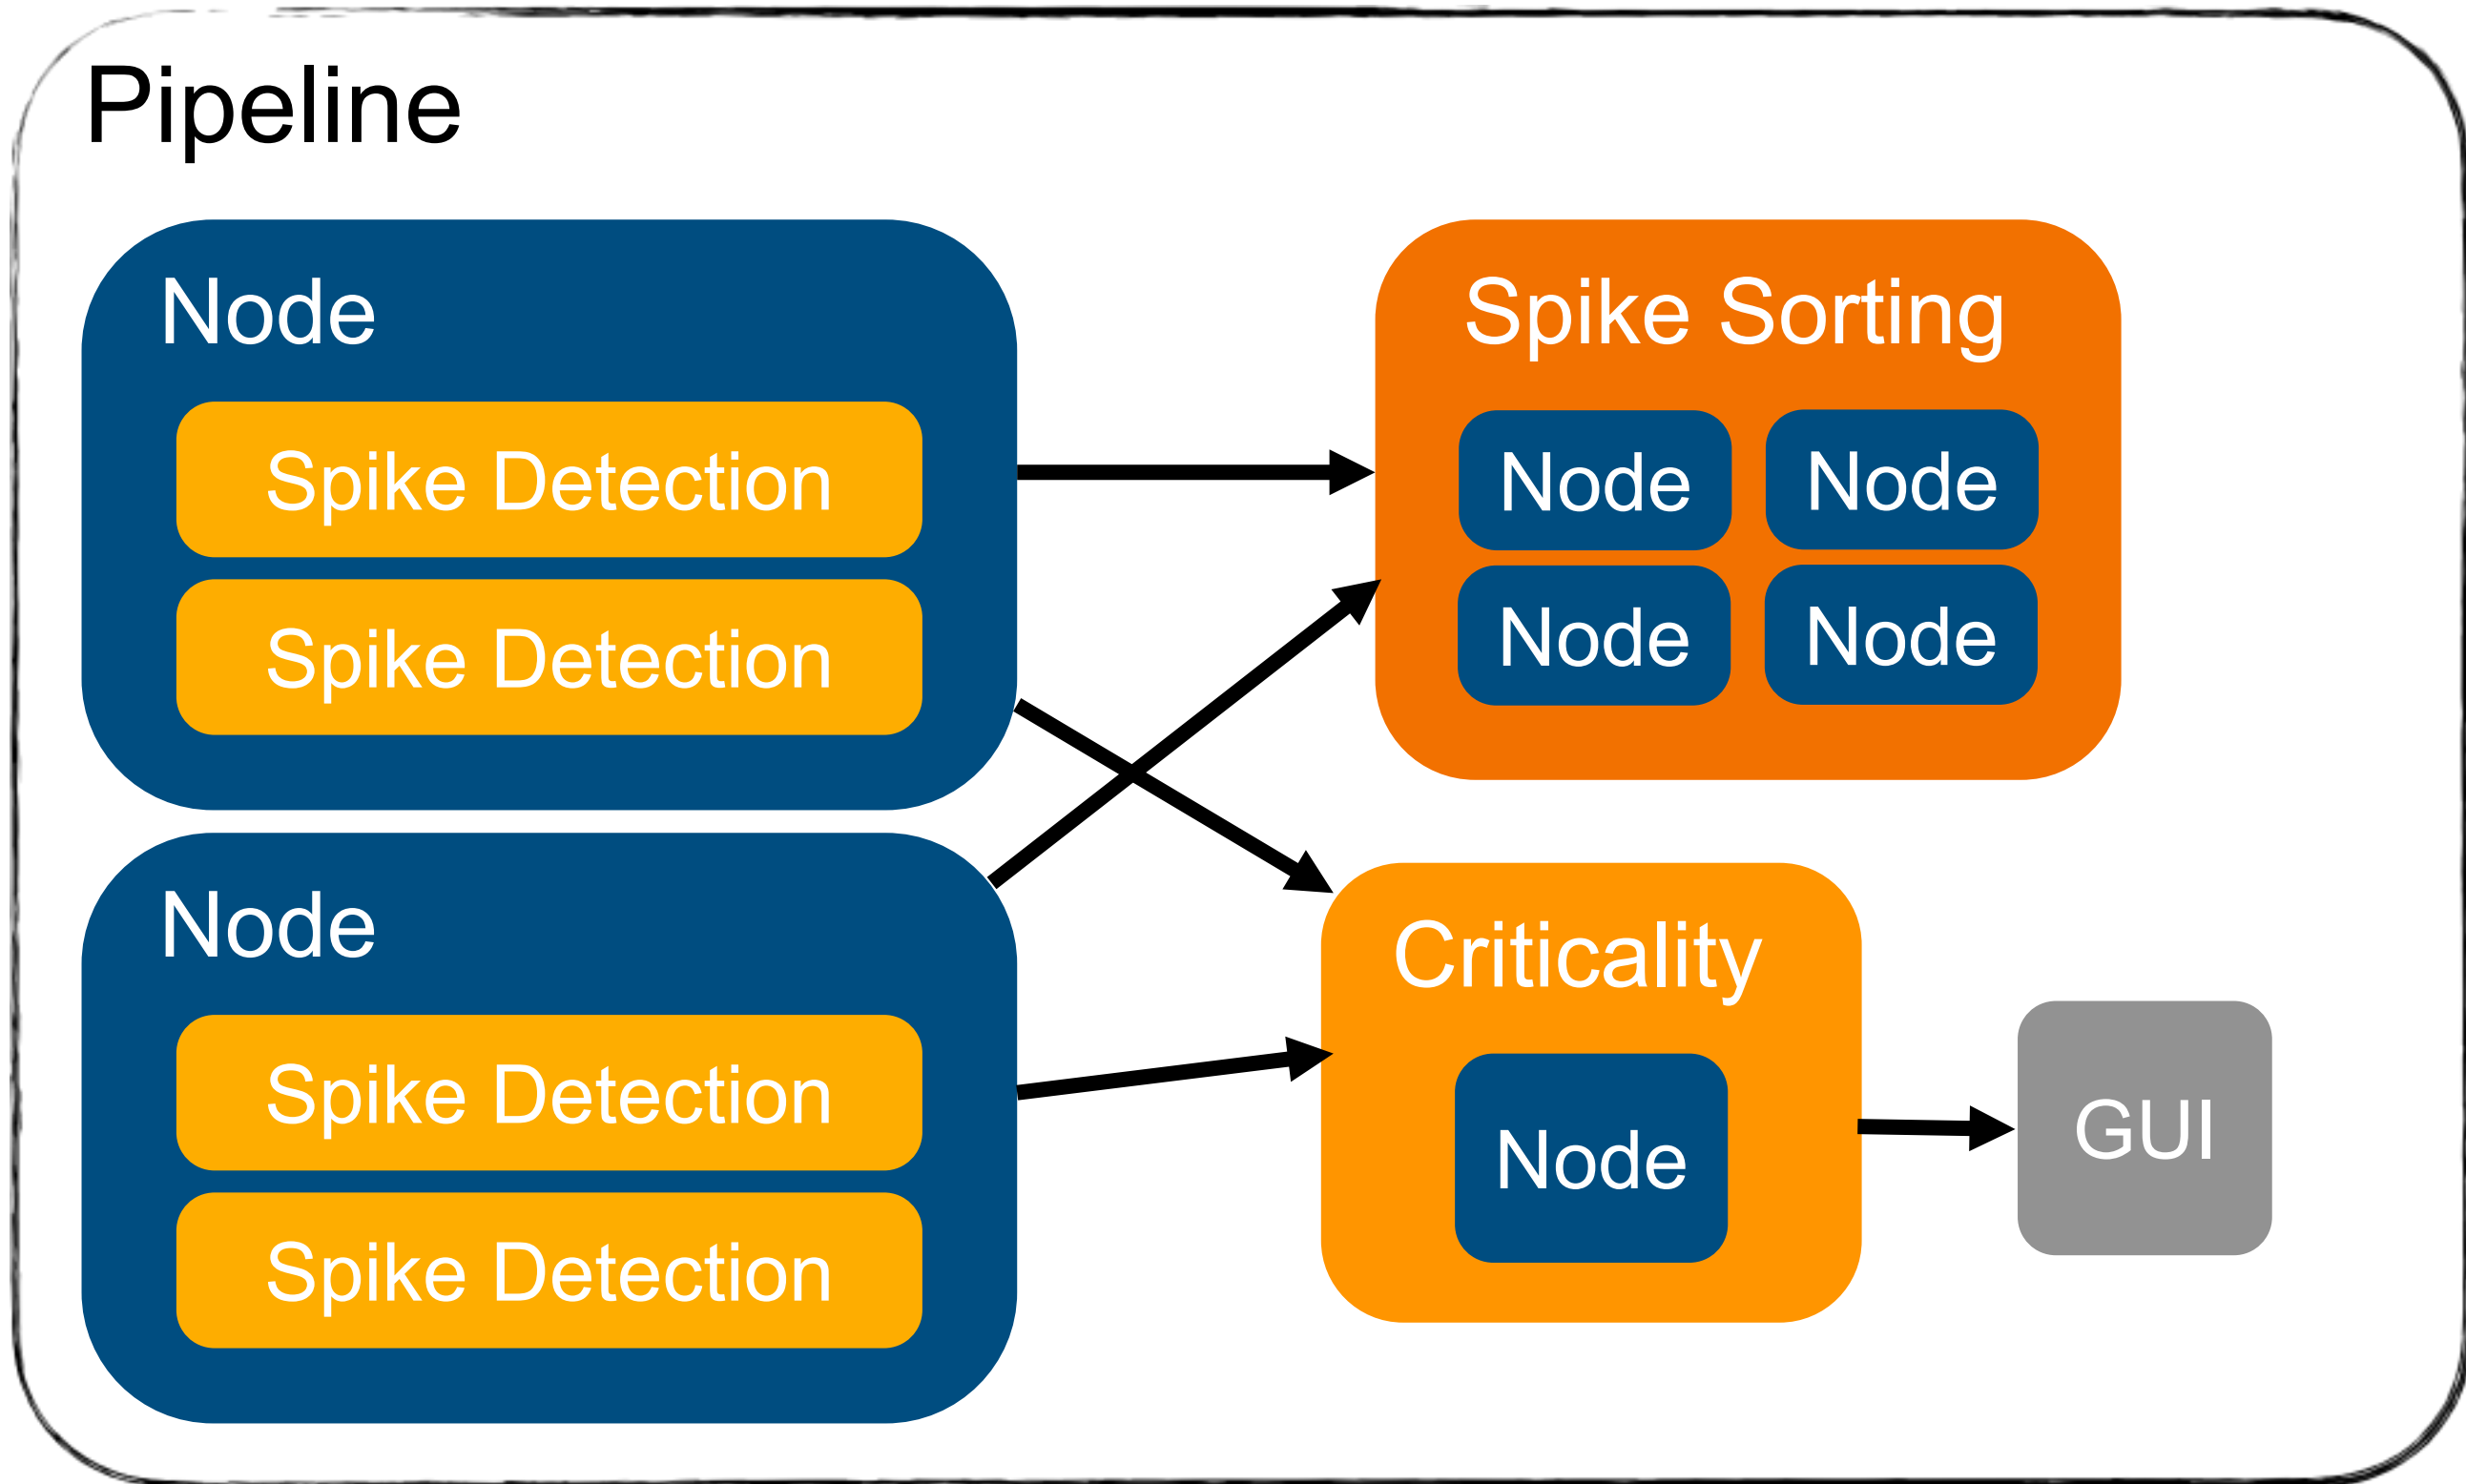 Pipeline
Node
Spike Detection
Spike Detection
Node
Spike Detection
Spike Detection
Spike Sorting
Node Node
Node Node
Criticality
Node
GUI